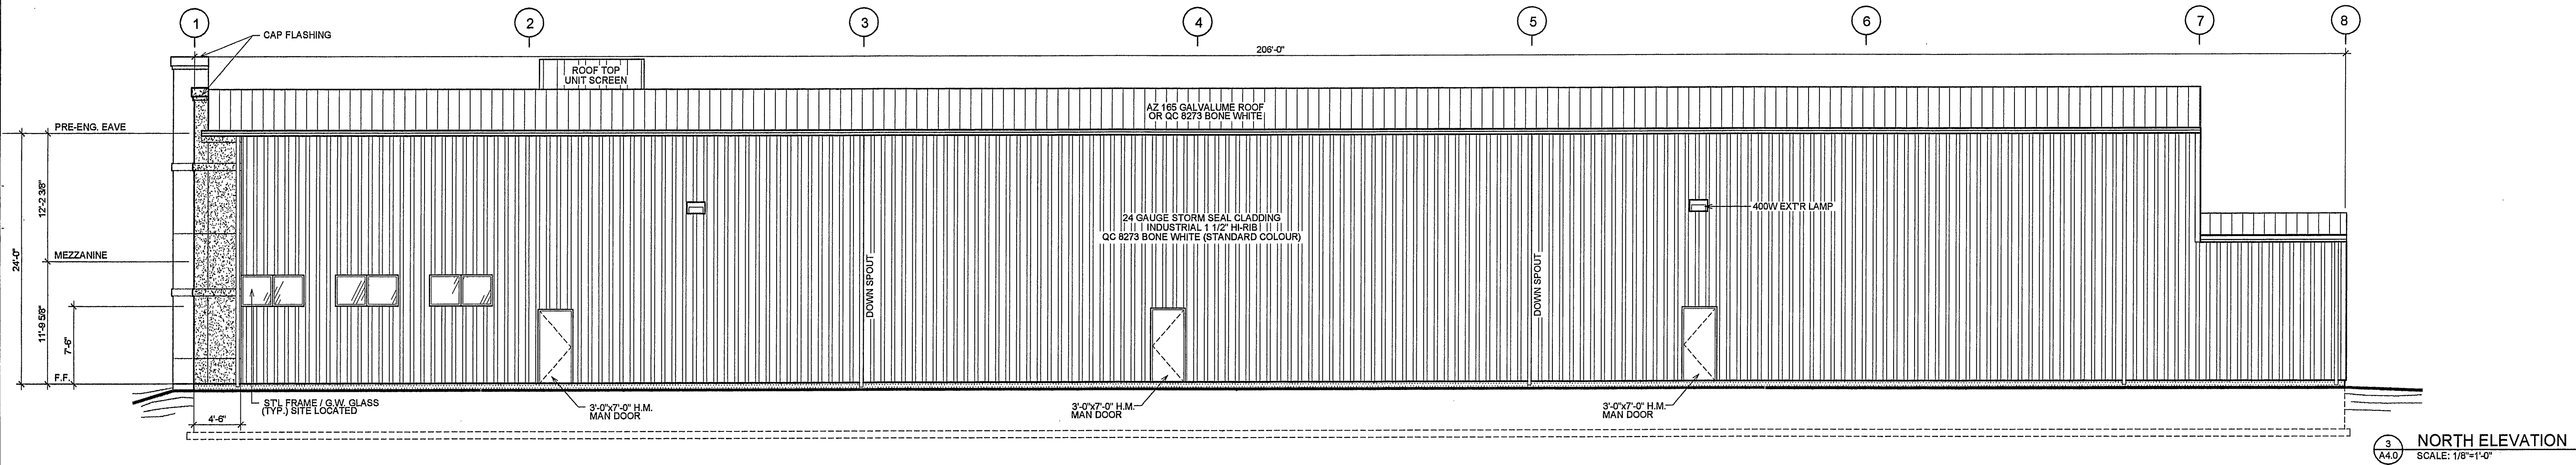 1 2 3 4 5 6 7 8
CAP FLASHING
206'-0"
ROOF TOP
UNIT SCREEN
AZ 165 GALVALUME ROOF
OR QC 8273 BONE WHITE
PRE-ENG. EAVE
12'-2 3/8"
24'-0"
MEZZANINE
11'-9 5/8"
7'-6"
F.F.
24 GAUGE STORM SEAL CLADDING
INDUSTRIAL 1 1/2" HI-RIB
QC 8273 BONE WHITE (STANDARD COLOUR)
400W EXT'R LAMP
DOWN SPOUT
DOWN SPOUT
ST'L FRAME / G.W. GLASS
(TYP.) SITE LOCATED
4'-6"
3'-0"x7'-0" H.M.
MAN DOOR
3'-0"x7'-0" H.M.
MAN DOOR
3'-0"x7'-0" H.M.
MAN DOOR
3
A4.0
NORTH ELEVATION
SCALE: 1/8"=1'-0"